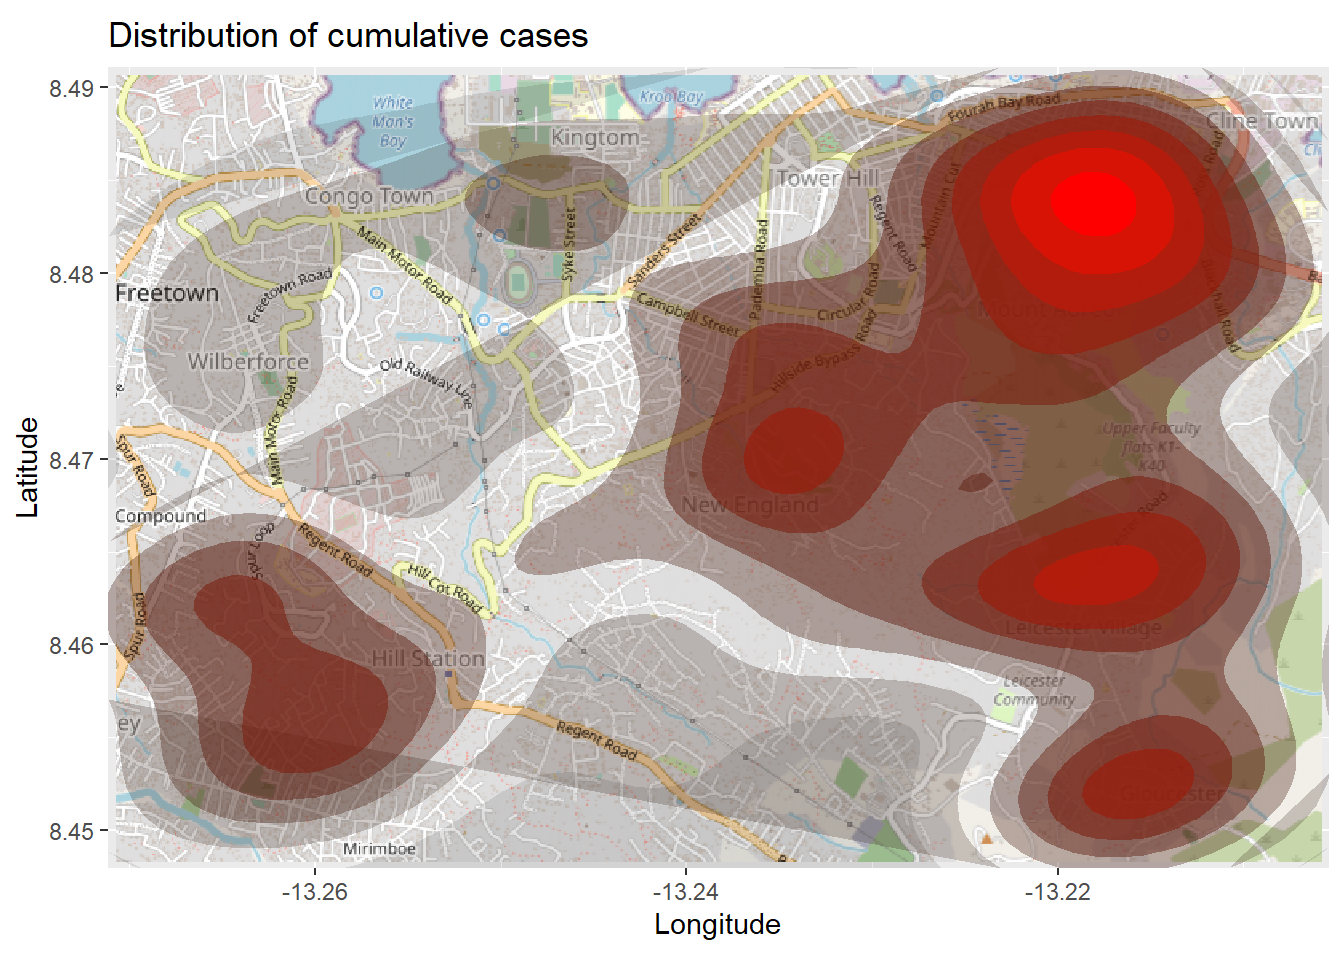 Distribution of cumulative cases
8.49
8.48
8.47
8.46
8.45
Latitude
-13.26
-13.24
-13.22
Longitude
White
Man's
Bay
Kroo Bay
Kingtom
Fourah Bay Road
Cline Town
Congo Town
Tower Hill
Mountain Cut
Regent Road
Main Motor Road
Syke Street
Sanders Street
Pademba Road
Freetown
Freetown Road
Campbell Street
Circular Road
Hillside Bypass Road
Wilberforce
Old Railway Line
Main Motor Road
Upper Faculty
flats K1-
K40
Spur Road
New England
Compound
Spur Loop
Regent Road
Hill Cot Road
Spur Road
Leicester Village
Hill Station
Leicester
Community
ey
Regent Road
Gloucester
Mirimboe